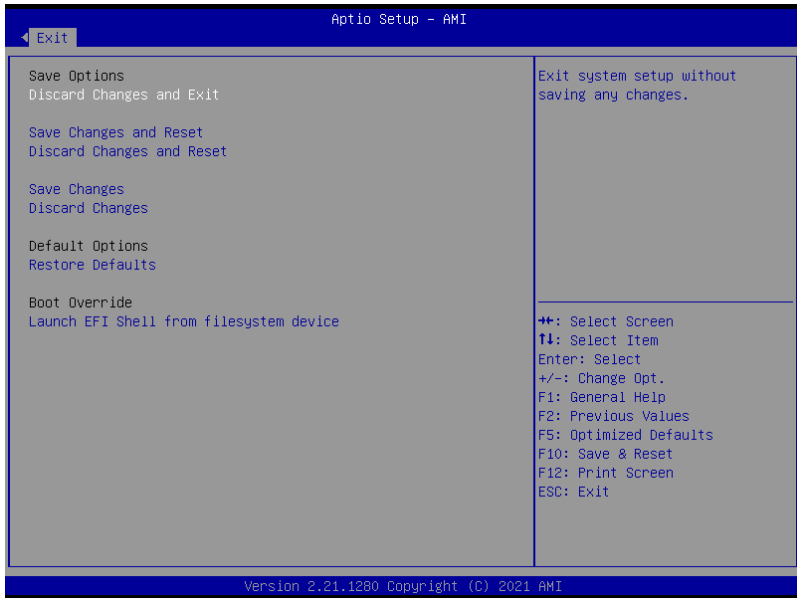 Aptio Setup – AMI
Exit
Save Options
Discard Changes and Exit
Save Changes and Reset
Discard Changes and Reset
Save Changes
Discard Changes
Default Options
Restore Defaults
Boot Override
Launch EFI Shell from filesystem device
Exit system setup without
saving any changes.
→←: Select Screen
↑↓: Select Item
Enter: Select
+/–: Change Opt.
F1: General Help
F2: Previous Values
F5: Optimized Defaults
F10: Save & Reset
F12: Print Screen
ESC: Exit
Version 2.21.1280 Copyright (C) 2021 AMI